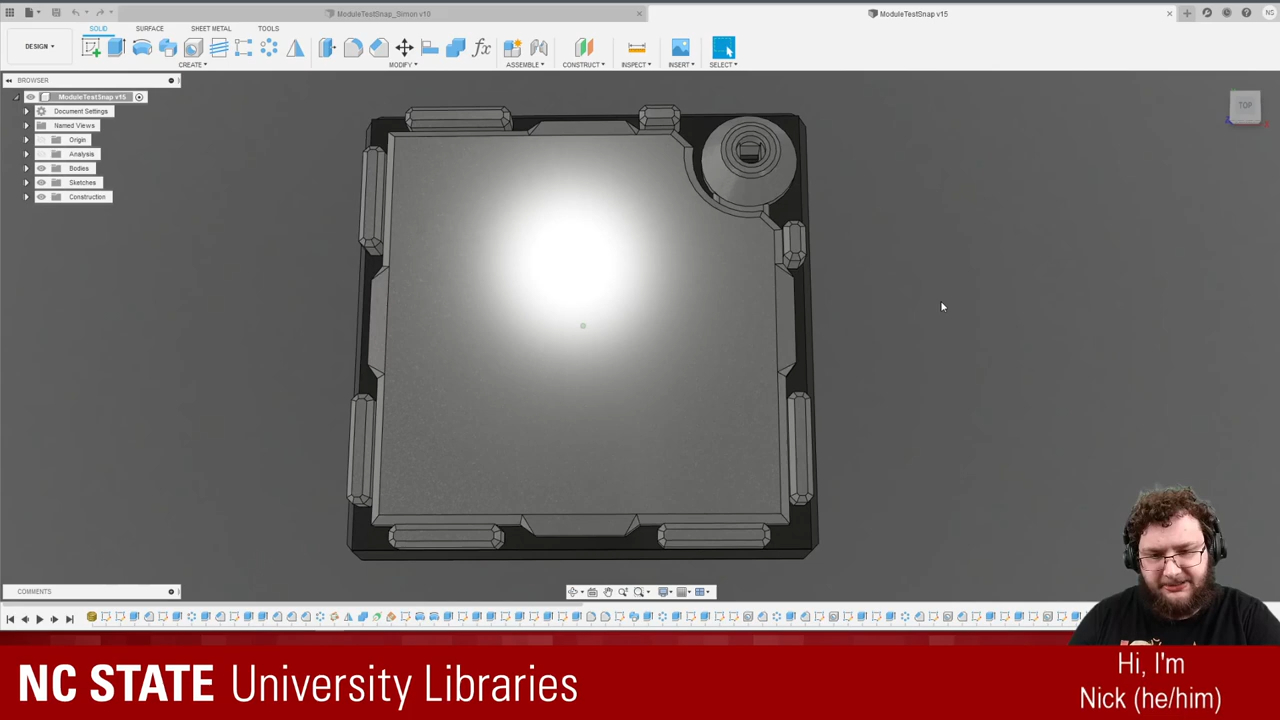 ModuleTestSnap_Simon v10
ModuleTestSnap v15
NS
DESIGN
SOLID
SURFACE
SHEET METAL
TOOLS
CREATE
MODIFY
ASSEMBLE
CONSTRUCT
INSPECT
INSERT
SELECT
BROWSER
ModuleTestSnap v15
Document Settings
Named Views
Origin
Analysis
Bodies
Sketches
Construction
TOP
COMMENTS
NC STATE University Libraries
Hi, I'm
Nick (he/him)